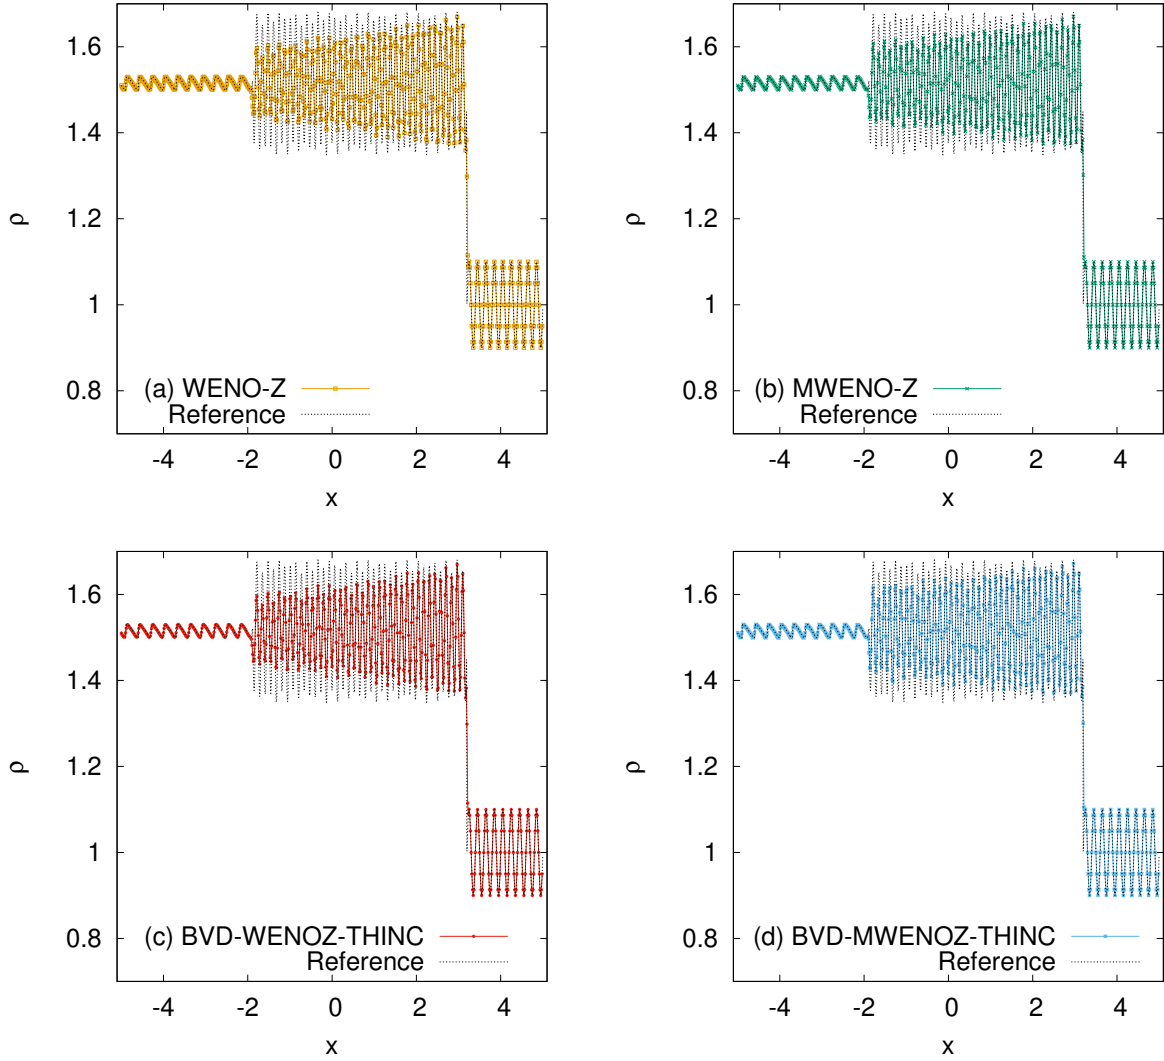 1.6
1.4
1.2
1
0.8
ρ
(a) WENO-Z
Reference
-4 -2 0 2 4
x
1.6
1.4
1.2
1
0.8
ρ
(b) MWENO-Z
Reference
-4 -2 0 2 4
x
1.6
1.4
1.2
1
0.8
ρ
(c) BVD-WENOZ-THINC
Reference
-4 -2 0 2 4
x
1.6
1.4
1.2
1
0.8
ρ
(d) BVD-MWENOZ-THINC
Reference
-4 -2 0 2 4
x